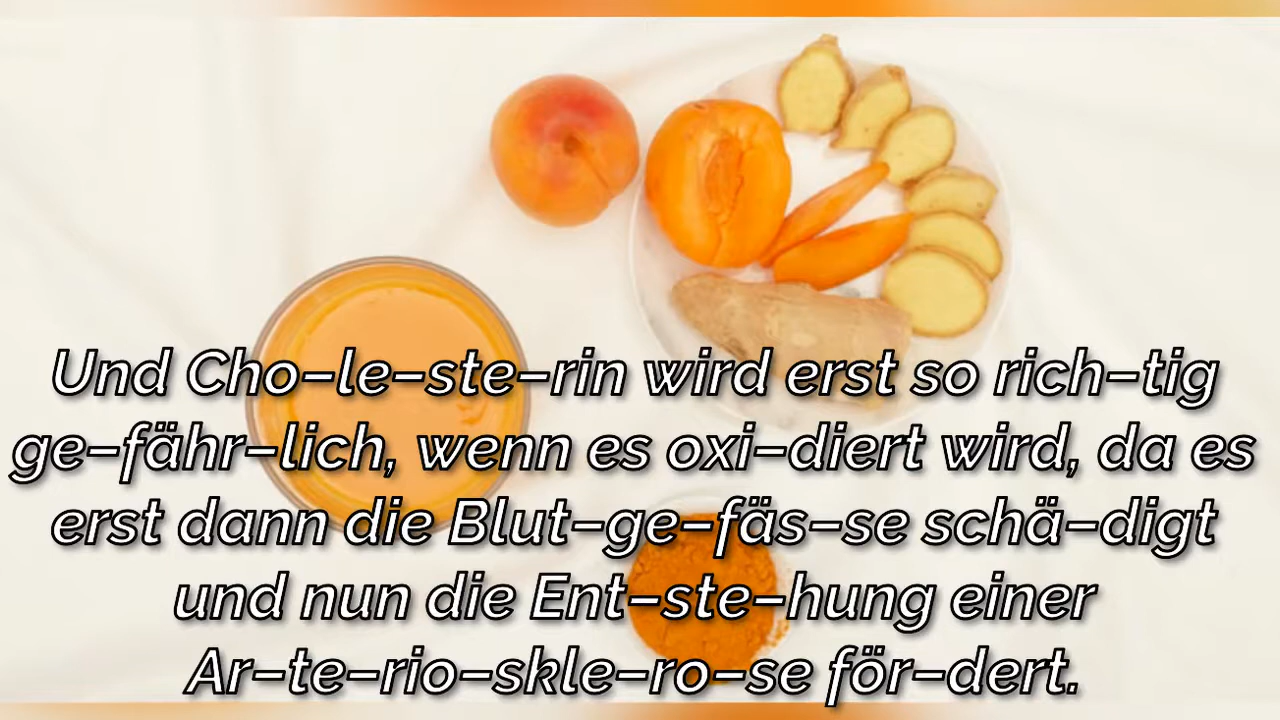 Und Cho–le–ste–rin wird erst so rich–tig
ge–fähr–lich, wenn es oxi–diert wird, da es
erst dann die Blut–ge–fäs–se schä–digt
und nun die Ent–ste–hung einer
Ar–te–rio–skle–ro–se för–dert.